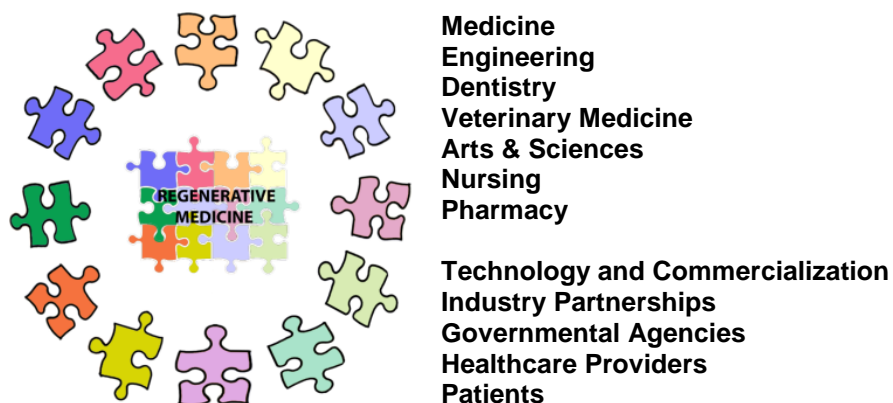 REGENERATIVE
MEDICINE
Medicine
Engineering
Dentistry
Veterinary Medicine
Arts & Sciences
Nursing
Pharmacy
Technology and Commercialization
Industry Partnerships
Governmental Agencies
Healthcare Providers
Patients